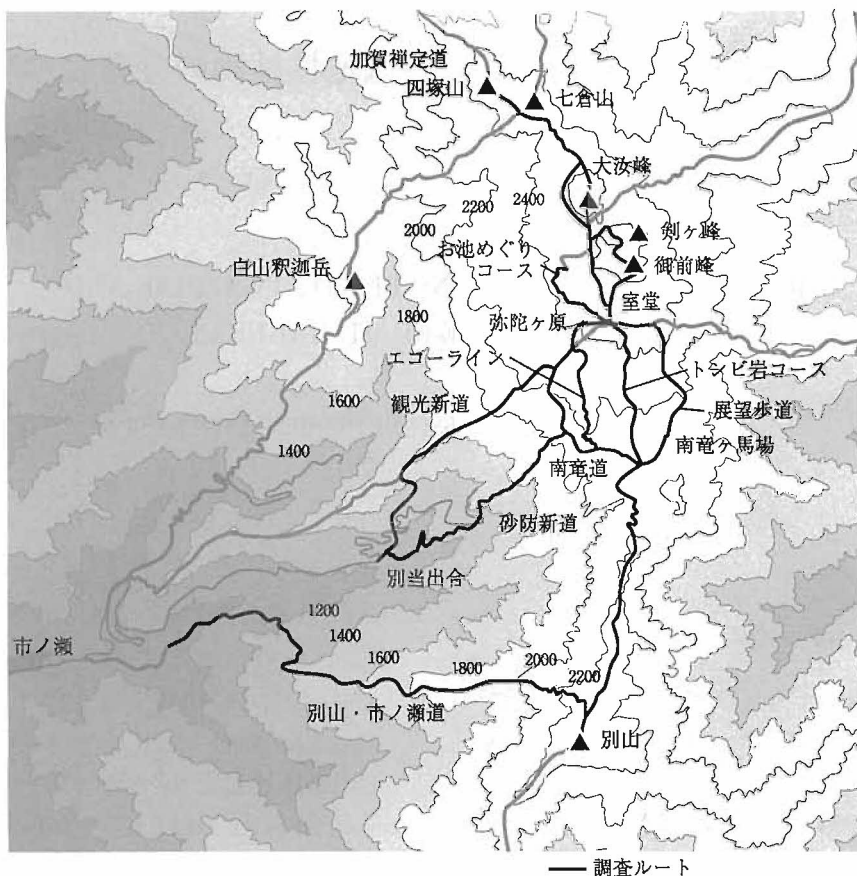 加賀禅定道
四塚山
七倉山
大汝峰
2400
2200
2000
剣ヶ峰
お池めぐり
コース
御前峰
白山釈迦岳
室堂
1800
弥陀ヶ原
エコーライン
トンビ岩コース
1600
観光新道
展望歩道
1400
南竜ヶ馬場
南竜道
砂防新道
別当出合
1200
市ノ瀬
1400
1600
2000
1800
2200
別山・市ノ瀬道
別山
調査ルート